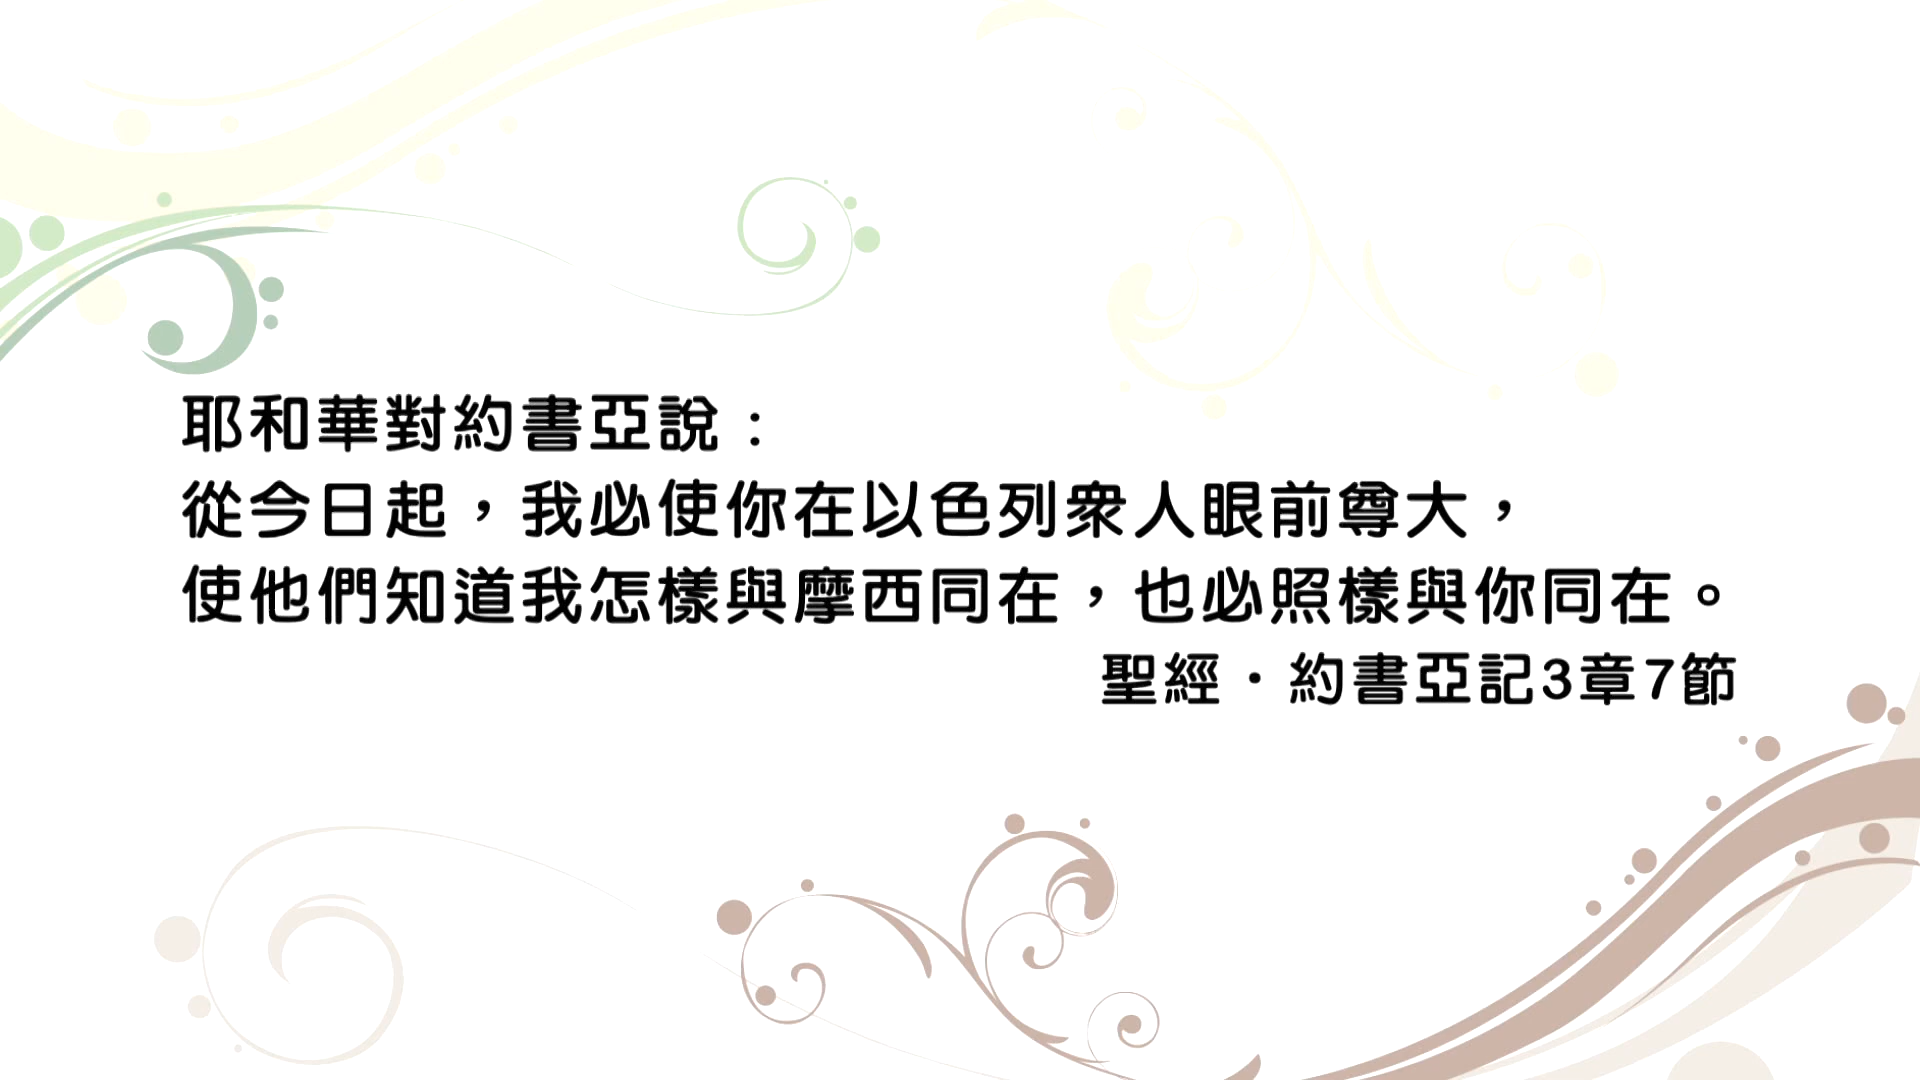 耶和華對約書亞說：
從今日起，我必使你在以色列眾人眼前尊大，
使他們知道我怎樣與摩西同在，也必照樣與你同在。
聖經．約書亞記3章7節